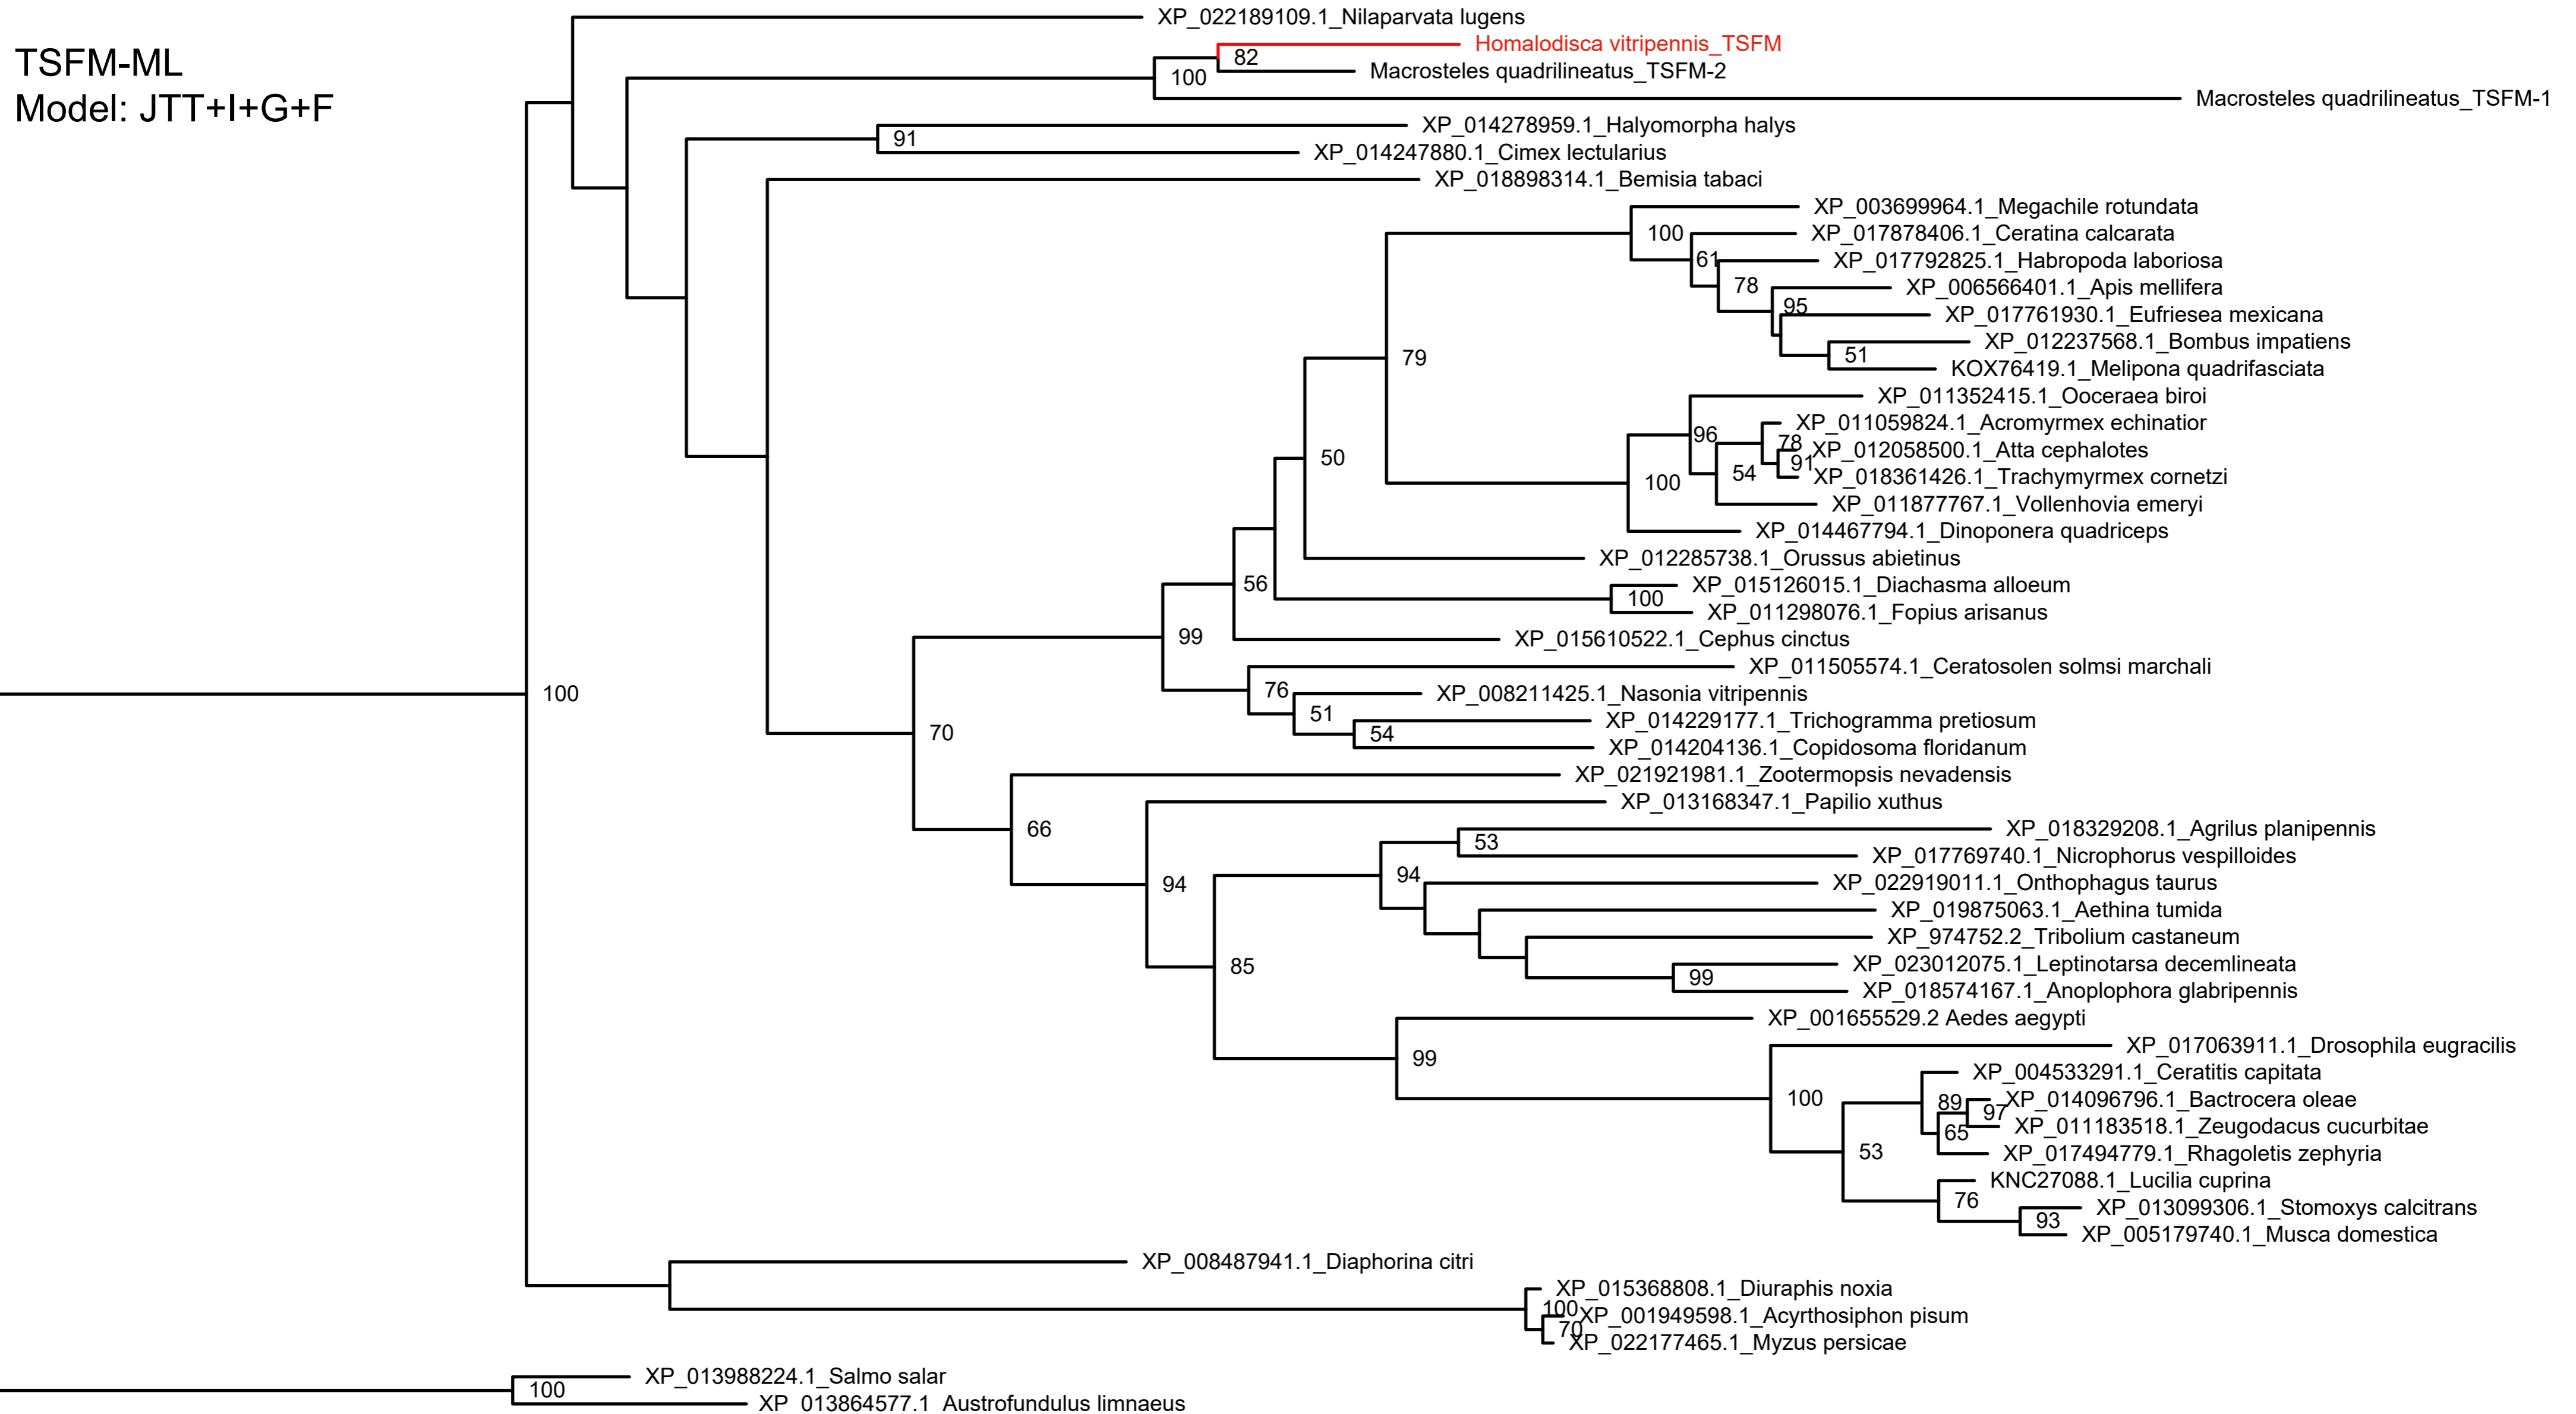 TSFM-ML
Model: JTT+I+G+F
XP_022189109.1_Nilaparvata lugens
Homalodisca vitripennis_TSFM
82
Macrosteles quadrilineatus_TSFM-2
100
Macrosteles quadrilineatus_TSFM-1
XP_014278959.1_Halyomorpha halys
91
XP_014247880.1_Cimex lectularius
XP_018898314.1_Bemisia tabaci
XP_003699964.1_Megachile rotundata
100
XP_017878406.1_Ceratina calcarata
61
XP_017792825.1_Habropoda laboriosa
78
XP_006566401.1_Apis mellifera
95
XP_017761930.1_Eufriesea mexicana
XP_012237568.1_Bombus impatiens
51
79
KOX76419.1_Melipona quadrifasciata
XP_011352415.1_Ooceraea biroi
XP_011059824.1_Acromyrmex echinatior
96
78
XP_012058500.1_Atta cephalotes
50
91
54
XP_018361426.1_Trachymyrmex cornetzi
100
XP_011877767.1_Vollenhovia emeryi
XP_014467794.1_Dinoponera quadriceps
XP_012285738.1_Orussus abietinus
56
XP_015126015.1_Diachasma alloeum
100
XP_011298076.1_Fopius arisanus
99
XP_015610522.1_Cephus cinctus
XP_011505574.1_Ceratosolen solmsi marchali
76
100
XP_008211425.1_Nasonia vitripennis
51
XP_014229177.1_Trichogramma pretiosum
70
54
XP_014204136.1_Copidosoma floridanum
XP_021921981.1_Zootermopsis nevadensis
XP_013168347.1_Papilio xuthus
66
XP_018329208.1_Agrilus planipennis
53
XP_017769740.1_Nicrophorus vespilloides
94
94
XP_022919011.1_Onthophagus taurus
XP_019875063.1_Aethina tumida
XP_974752.2_Tribolium castaneum
85
XP_023012075.1_Leptinotarsa decemlineata
99
XP_018574167.1_Anoplophora glabripennis
XP_001655529.2 Aedes aegypti
99
XP_017063911.1_Drosophila eugracilis
XP_004533291.1_Ceratitis capitata
100
89
97
XP_014096796.1_Bactrocera oleae
65
XP_011183518.1_Zeugodacus cucurbitae
53
XP_017494779.1_Rhagoletis zephyria
KNC27088.1_Lucilia cuprina
76
XP_013099306.1_Stomoxys calcitrans
93
XP_005179740.1_Musca domestica
XP_008487941.1_Diaphorina citri
XP_015368808.1_Diuraphis noxia
100
XP_001949598.1_Acyrthosiphon pisum
70
XP_022177465.1_Myzus persicae
XP_013988224.1_Salmo salar
100
XP_013864577.1_Austrofundulus limnaeus